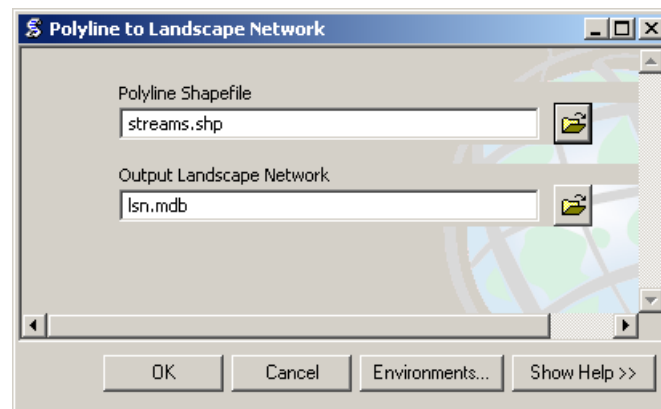 Polyline to Landscape Network
Polyline Shapefile
streams.shp
Output Landscape Network
lsn.mdb
OK
Cancel
Environments...
Show Help >>